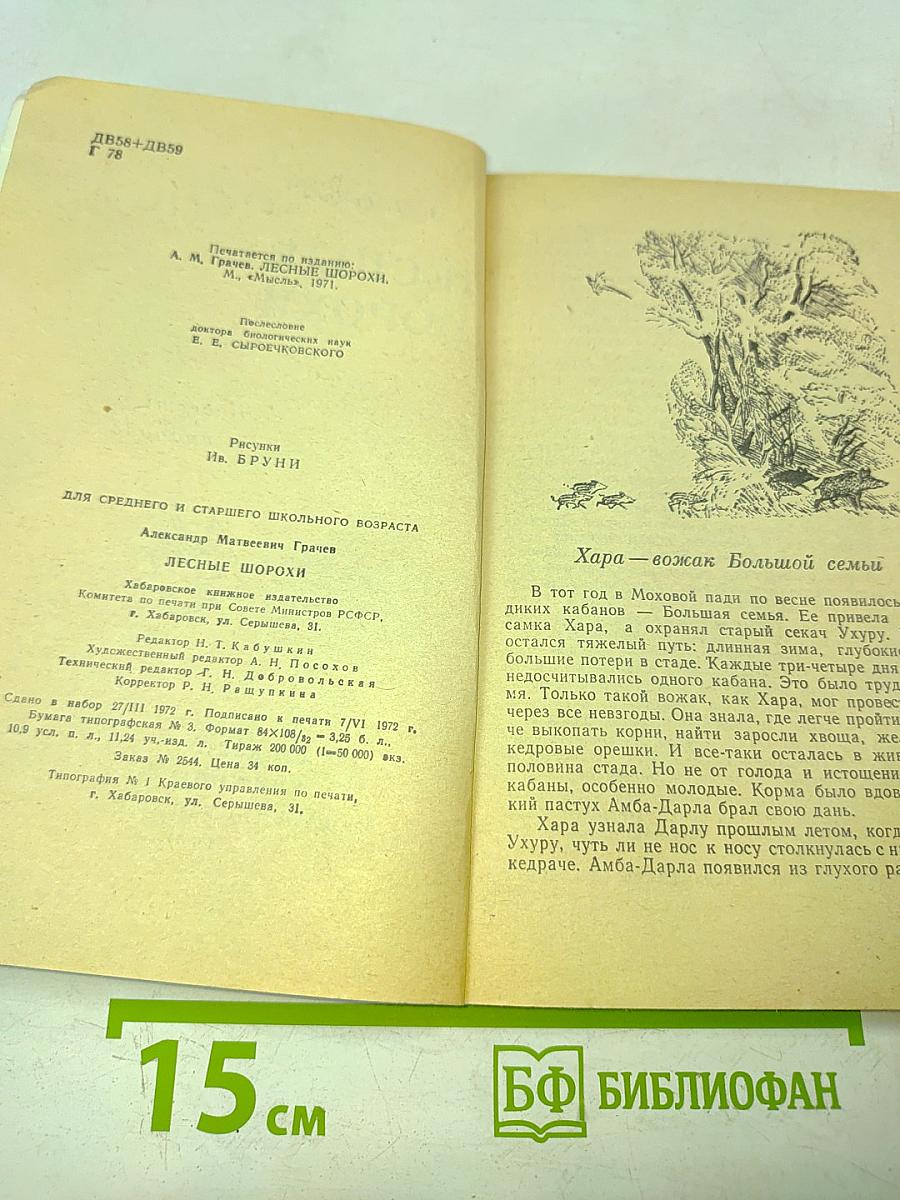 ДВ58+ДВ59
Г 78
Печатается по изданию:
А. М. Грачев. ЛЕСНЫЕ ШОРОХИ.
М., «Мысль», 1971.
Послесловие
доктора биологических наук
Е. Е. СЫРОЕЧКОВСКОГО
Рисунки
Ив. БРУНИ
ДЛЯ СРЕДНЕГО И СТАРШЕГО ШКОЛЬНОГО ВОЗРАСТА
Александр Матвеевич Грачев
ЛЕСНЫЕ ШОРОХИ
Хабаровское книжное издательство
Комитета по печати при Совете Министров РСФСР,
г. Хабаровск, ул. Серышева, 31.
Редактор Н. Т. Кабушкин
Художественный редактор А. Н. Посохов
Технический редактор Г. Н. Добровольская
Корректор Р. Н. Ращупкина
Сдано в набор 27/III 1972 г. Подписано к печати 7/VI 1972 г.
Бумага типографская № 3. Формат 84×108/32 = 3,25 б. л.,
10,9 усл. п. л., 11,24 уч.-изд. л. Тираж 200 000 (I=50 000) экз.
Заказ № 2544. Цена 34 коп.
Типография № 1 Краевого управления по печати,
г. Хабаровск, ул. Серышева, 31.
Хара — вожак Большой семьи
В тот год в Моховой пади по весне появилось
диких кабанов — Большая семья. Ее привела
самка Хара, а охранял старый секач Ухуру.
остался тяжелый путь: длинная зима, глубокие
большие потери в стаде. Каждые три-четыре дня
недосчитывались одного кабана. Это было труд
мя. Только такой вожак, как Хара, мог провест
через все невзгоды. Она знала, где легче пройти
че выкопать корни, найти заросли хвоща, же
кедровые орешки. И все-таки осталась в жив
половина стада. Но не от голода и истощени
кабаны, особенно молодые. Корма было вдов
кий пастух Амба-Дарла брал свою дань.
Хара узнала Дарлу прошлым летом, когд
Ухуру, чуть ли не нос к носу столкнулась с н
кедраче. Амба-Дарла появился из глухого ра
15 см
БФ БИБЛИОФАН